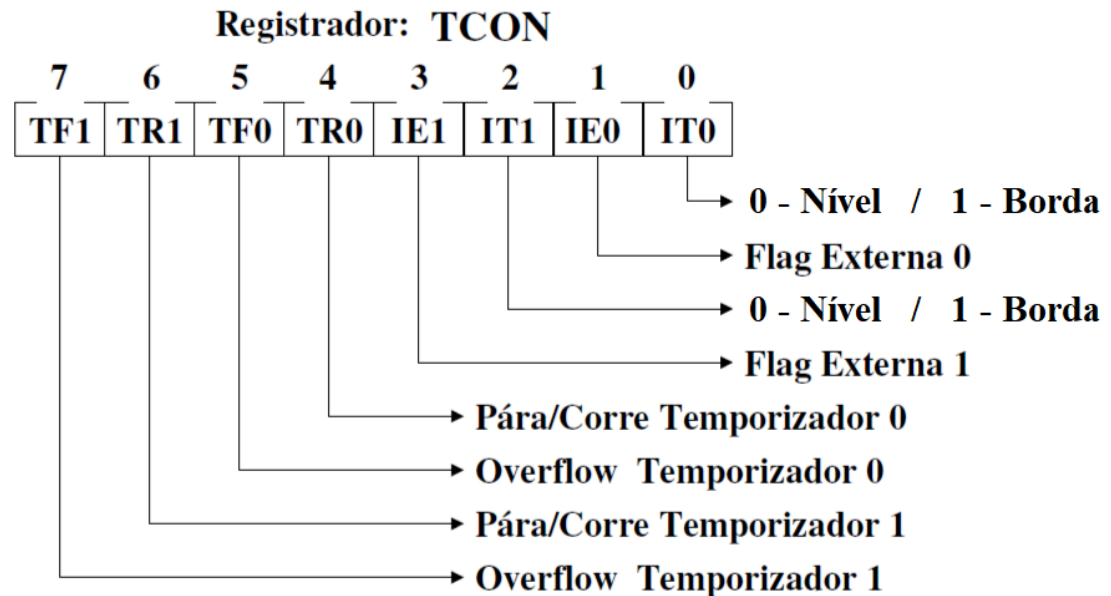 Registrador: TCON
7 6 5 4 3 2 1 0
TF1 TR1 TF0 TR0 IE1 IT1 IE0 IT0
0 - Nível / 1 - Borda
Flag Externa 0
0 - Nível / 1 - Borda
Flag Externa 1
Pára/Corre Temporizador 0
Overflow Temporizador 0
Pára/Corre Temporizador 1
Overflow Temporizador 1